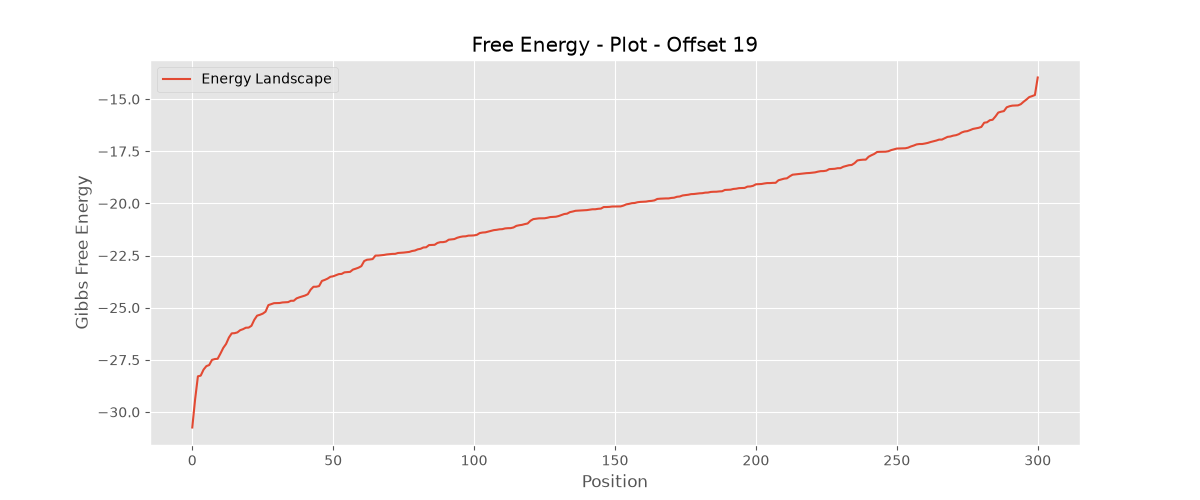 Free Energy - Plot - Offset 19
Energy Landscape
Gibbs Free Energy
−15.0
−17.5
−20.0
−22.5
−25.0
−27.5
−30.0
0 50 100 150 200 250 300
Position